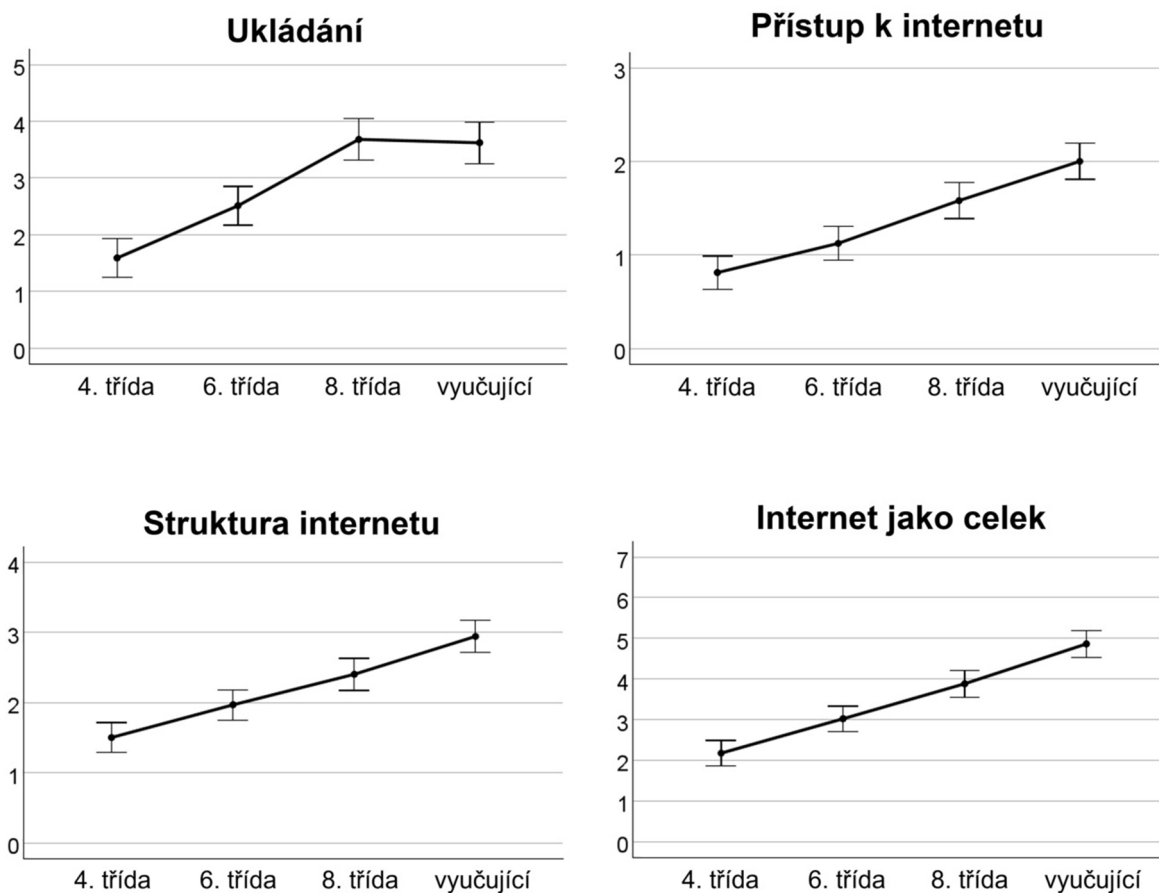 Ukládání
5
4
3
2
1
0
4. třída 6. třída 8. třída vyučující
Přístup k internetu
3
2
1
0
4. třída 6. třída 8. třída vyučující
Struktura internetu
4
3
2
1
0
4. třída 6. třída 8. třída vyučující
Internet jako celek
7
6
5
4
3
2
1
0
4. třída 6. třída 8. třída vyučující